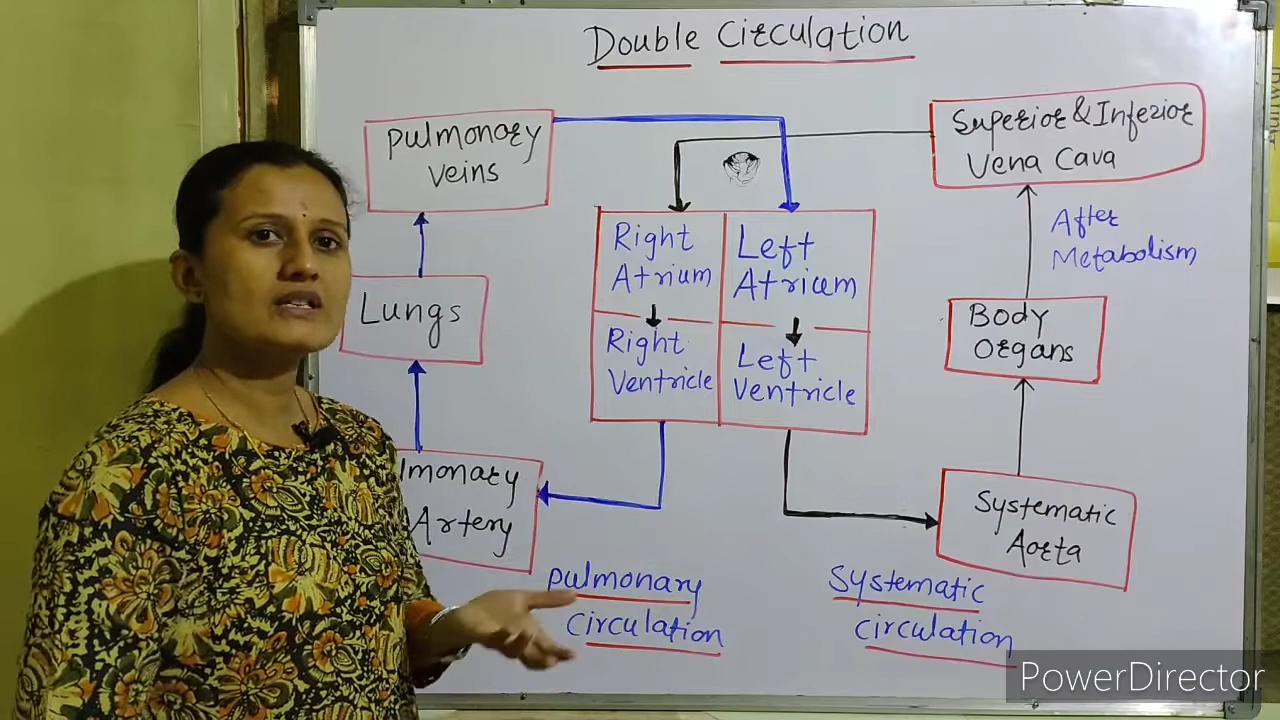 Double Circulation
Pulmonary
veins
Superior & Inferior
Vena Cava
After
Metabolism
Right
Atrium
Left
Atrium
Lungs
Body
Organs
Right
Ventricle
Left
Ventricle
lmonary
Artery
Systematic
Aorta
Pulmonary
circulation
Systematic
circulation
PowerDirector